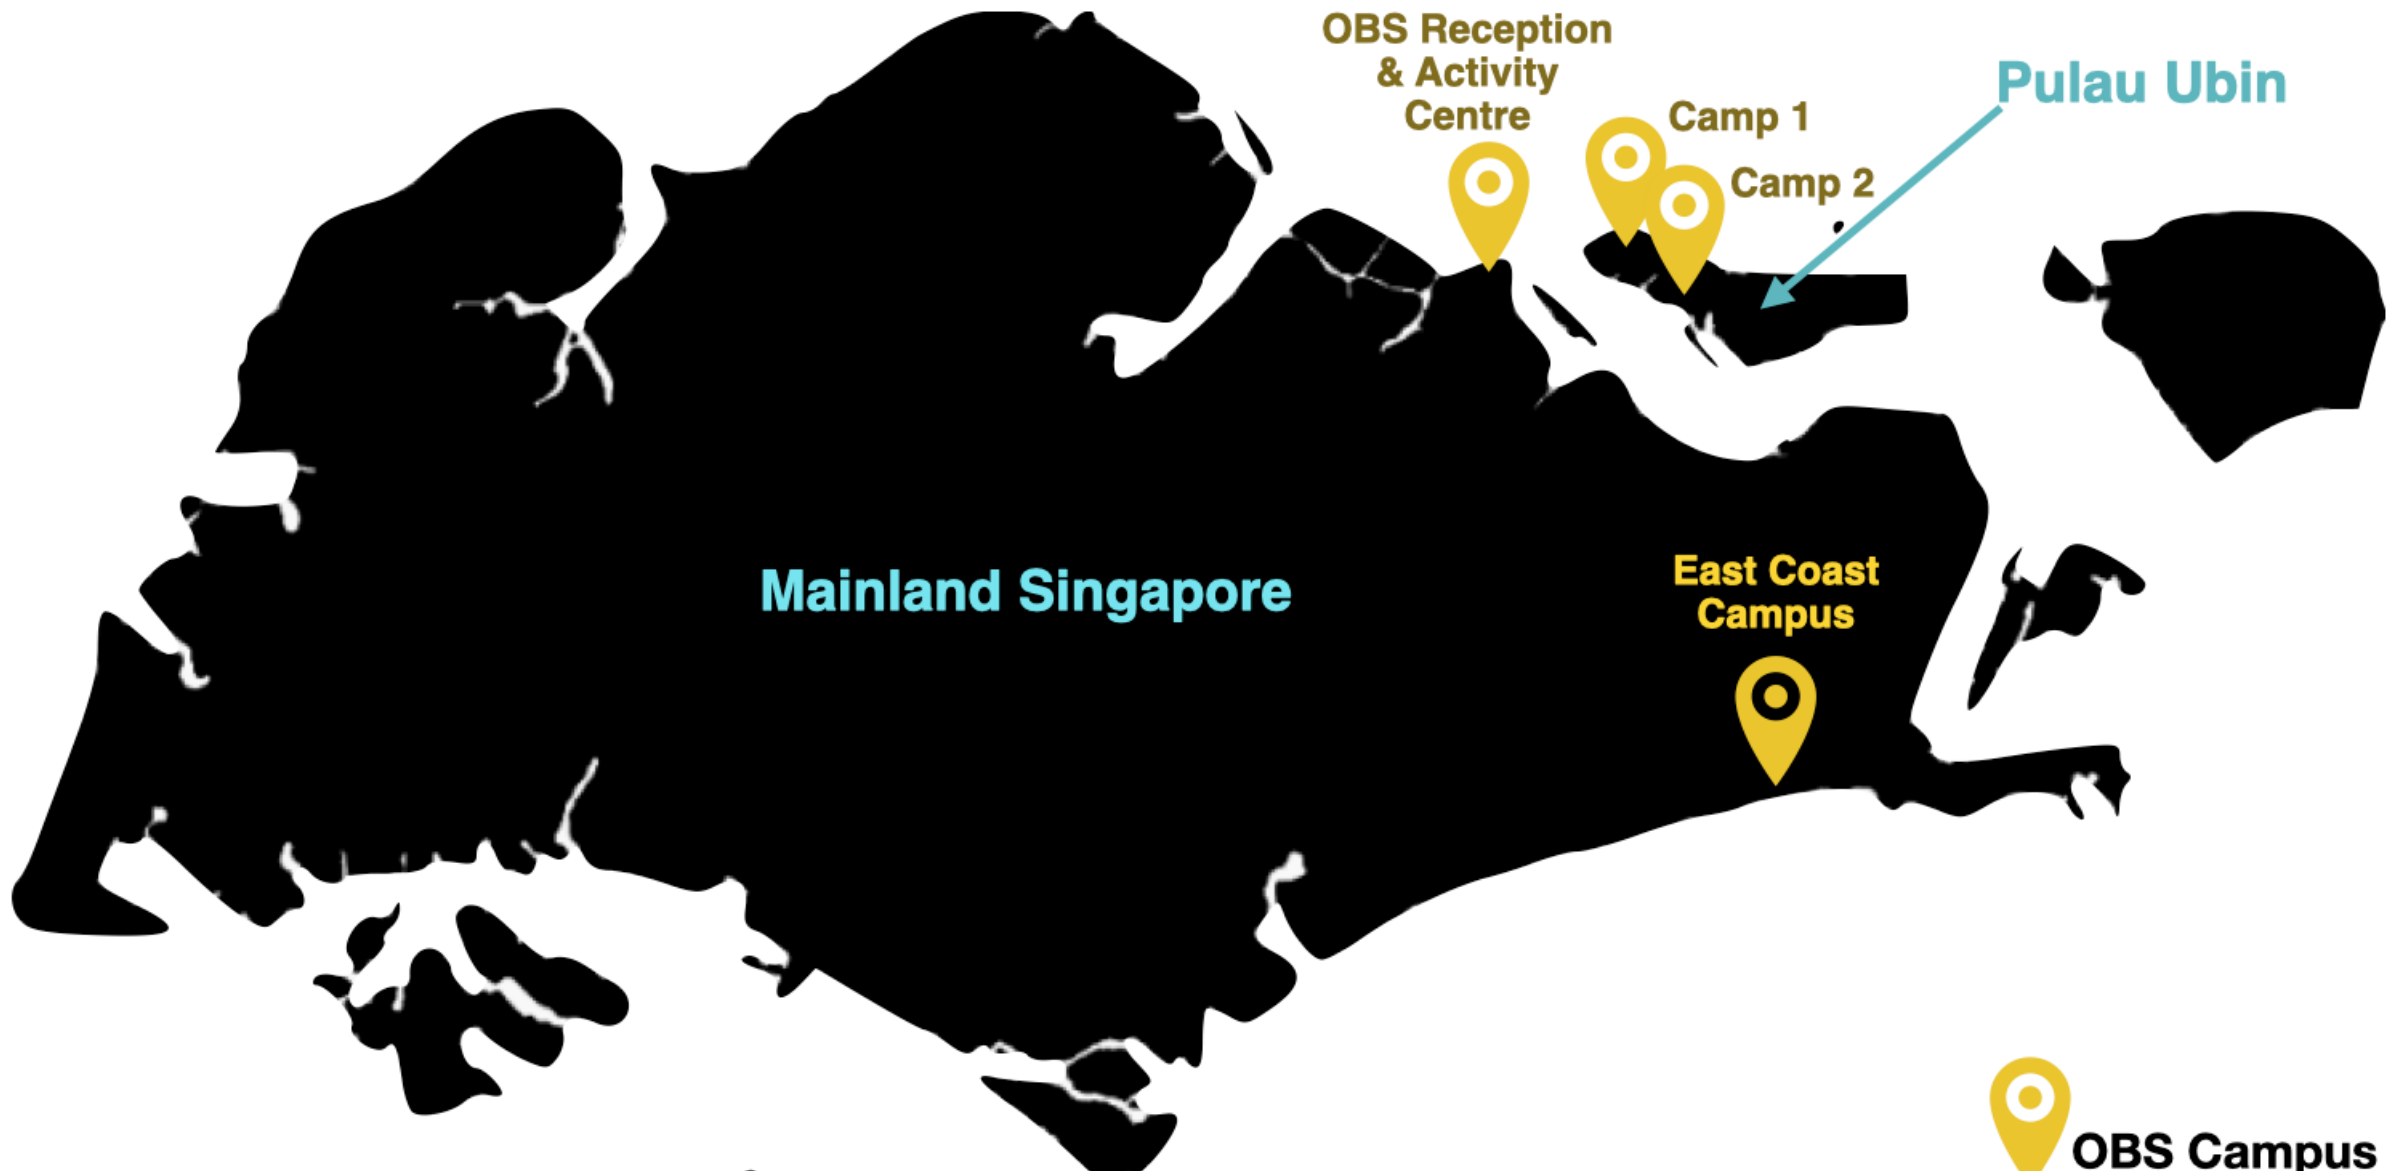 OBS Reception
& Activity
Centre
Camp 1
Camp 2
Pulau Ubin
Mainland Singapore
East Coast
Campus
OBS Campus